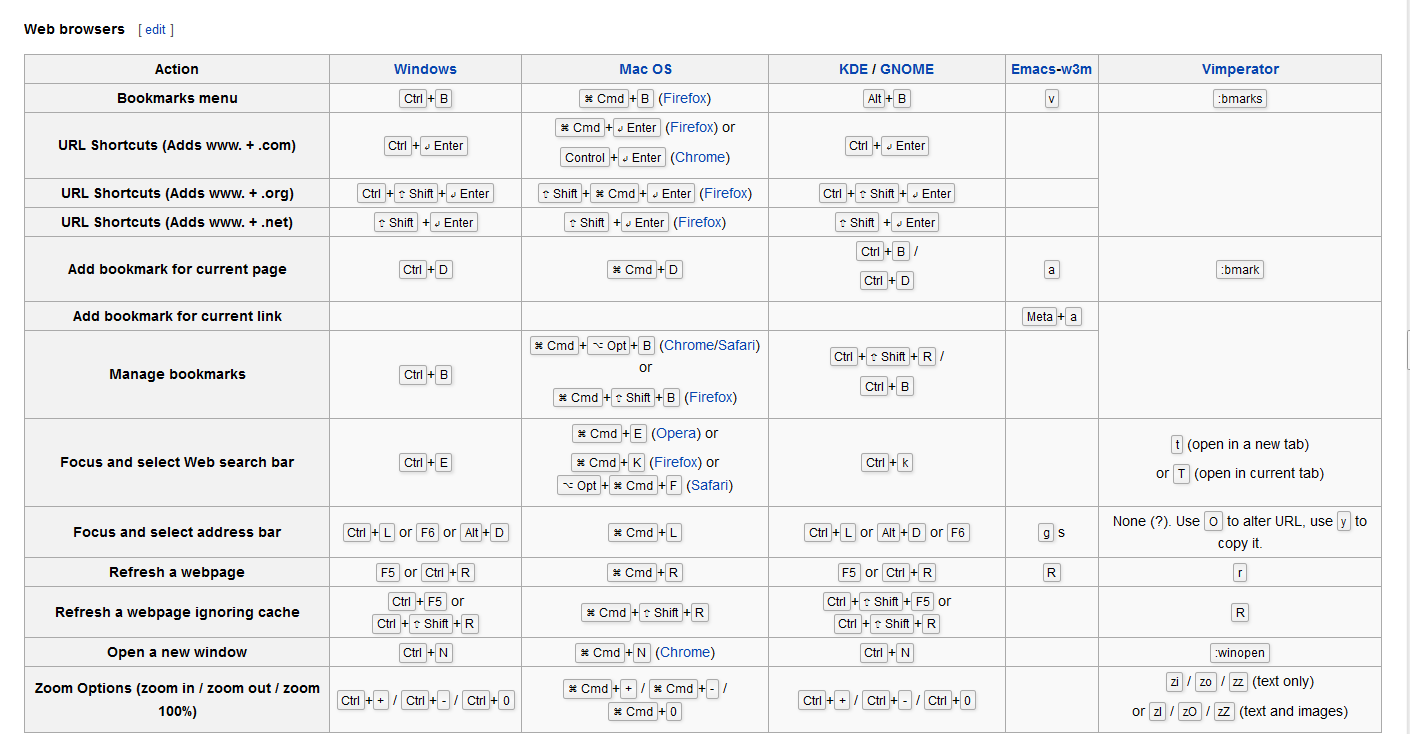 Web browsers [ edit ]
Action Windows Mac OS KDE / GNOME Emacs-w3m Vimperator
Bookmarks menu Ctrl+B ⌘ Cmd+B (Firefox) Alt+B v :bmarks
URL Shortcuts (Adds www. + .com) Ctrl+↲ Enter ⌘ Cmd+↲ Enter (Firefox) or
Control+↲ Enter (Chrome) Ctrl+↲ Enter
URL Shortcuts (Adds www. + .org) Ctrl+⇧ Shift+↲ Enter ⇧ Shift+⌘ Cmd+↲ Enter (Firefox) Ctrl+⇧ Shift+↲ Enter
URL Shortcuts (Adds www. + .net) ⇧ Shift +↲ Enter ⇧ Shift +↲ Enter (Firefox) ⇧ Shift +↲ Enter
Add bookmark for current page Ctrl+D ⌘ Cmd+D Ctrl+B /
Ctrl+D a :bmark
Add bookmark for current link Meta+a
Manage bookmarks Ctrl+B ⌘ Cmd+⌥ Opt+B (Chrome/Safari)
or
⌘ Cmd+⇧ Shift+B (Firefox) Ctrl+⇧ Shift+R /
Ctrl+B
Focus and select Web search bar Ctrl+E ⌘ Cmd+E (Opera) or
⌘ Cmd+K (Firefox) or
⌥ Opt+⌘ Cmd+F (Safari) Ctrl+k t (open in a new tab)
or T (open in current tab)
Focus and select address bar Ctrl+L or F6 or Alt+D ⌘ Cmd+L Ctrl+L or Alt+D or F6 g s None (?). Use O to alter URL, use y to
copy it.
Refresh a webpage F5 or Ctrl+R ⌘ Cmd+R F5 or Ctrl+R R r
Refresh a webpage ignoring cache Ctrl+F5 or
Ctrl+⇧ Shift+R ⌘ Cmd+⇧ Shift+R Ctrl+⇧ Shift+F5 or
Ctrl+⇧ Shift+R R
Open a new window Ctrl+N ⌘ Cmd+N (Chrome) Ctrl+N :winopen
Zoom Options (zoom in / zoom out / zoom
100%) Ctrl++ / Ctrl+- / Ctrl+0 ⌘ Cmd++ / ⌘ Cmd+- /
⌘ Cmd+0 Ctrl++ / Ctrl+- / Ctrl+0 zi / zo / zz (text only)
or zI / zO / zZ (text and images)